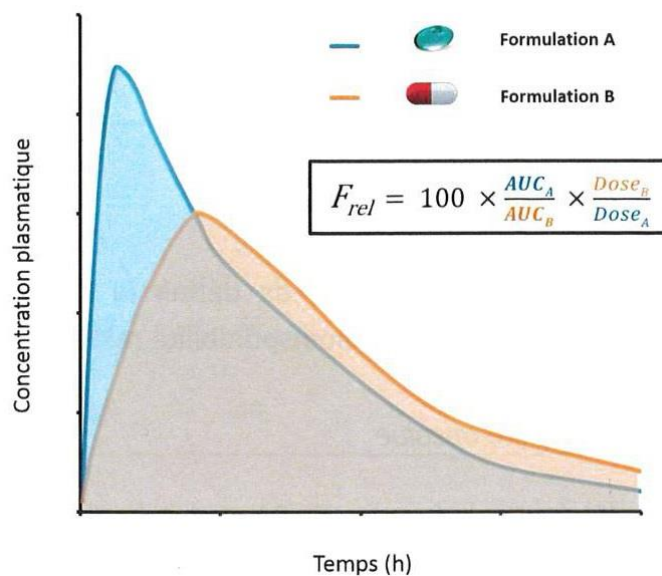 Formulation A
Formulation B
F_rel = 100 × AUC_A / AUC_B × Dose_B / Dose_A
Concentration plasmatique
Temps (h)